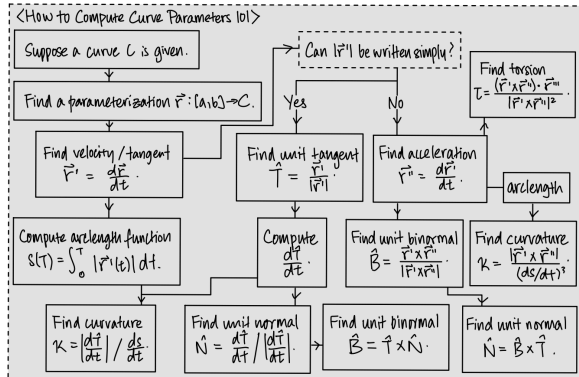 <How to Compute Curve Parameters 101>
Suppose a curve C is given.
Find a parameterization r⃗ : [a,b]→C.
Find velocity/tangent
r⃗' = dr⃗/dt.
Compute arclength function
s(T) = ∫₀ᵀ |r⃗'(t)| dt.
Can |r⃗'| be written simply?
Yes
No
Find unit tangent
T̂ = r⃗'/|r⃗'|.
Compute
dT̂/dt.
Find curvature
κ = |dT̂/dt| / ds/dt.
Find unit normal
N̂ = dT̂/dt / |dT̂/dt|.
Find unit binormal
B̂ = T̂ × N̂.
Find acceleration
r⃗'' = dr⃗'/dt.
Find torsion
τ = (r⃗' × r⃗'') · r⃗''' / |r⃗' × r⃗''|²
arclength
Find unit binormal
B̂ = r⃗' × r⃗'' / |r⃗' × r⃗''|.
Find curvature
κ = |r⃗' × r⃗''| / (ds/dt)³
Find unit normal
N̂ = B̂ × T̂.